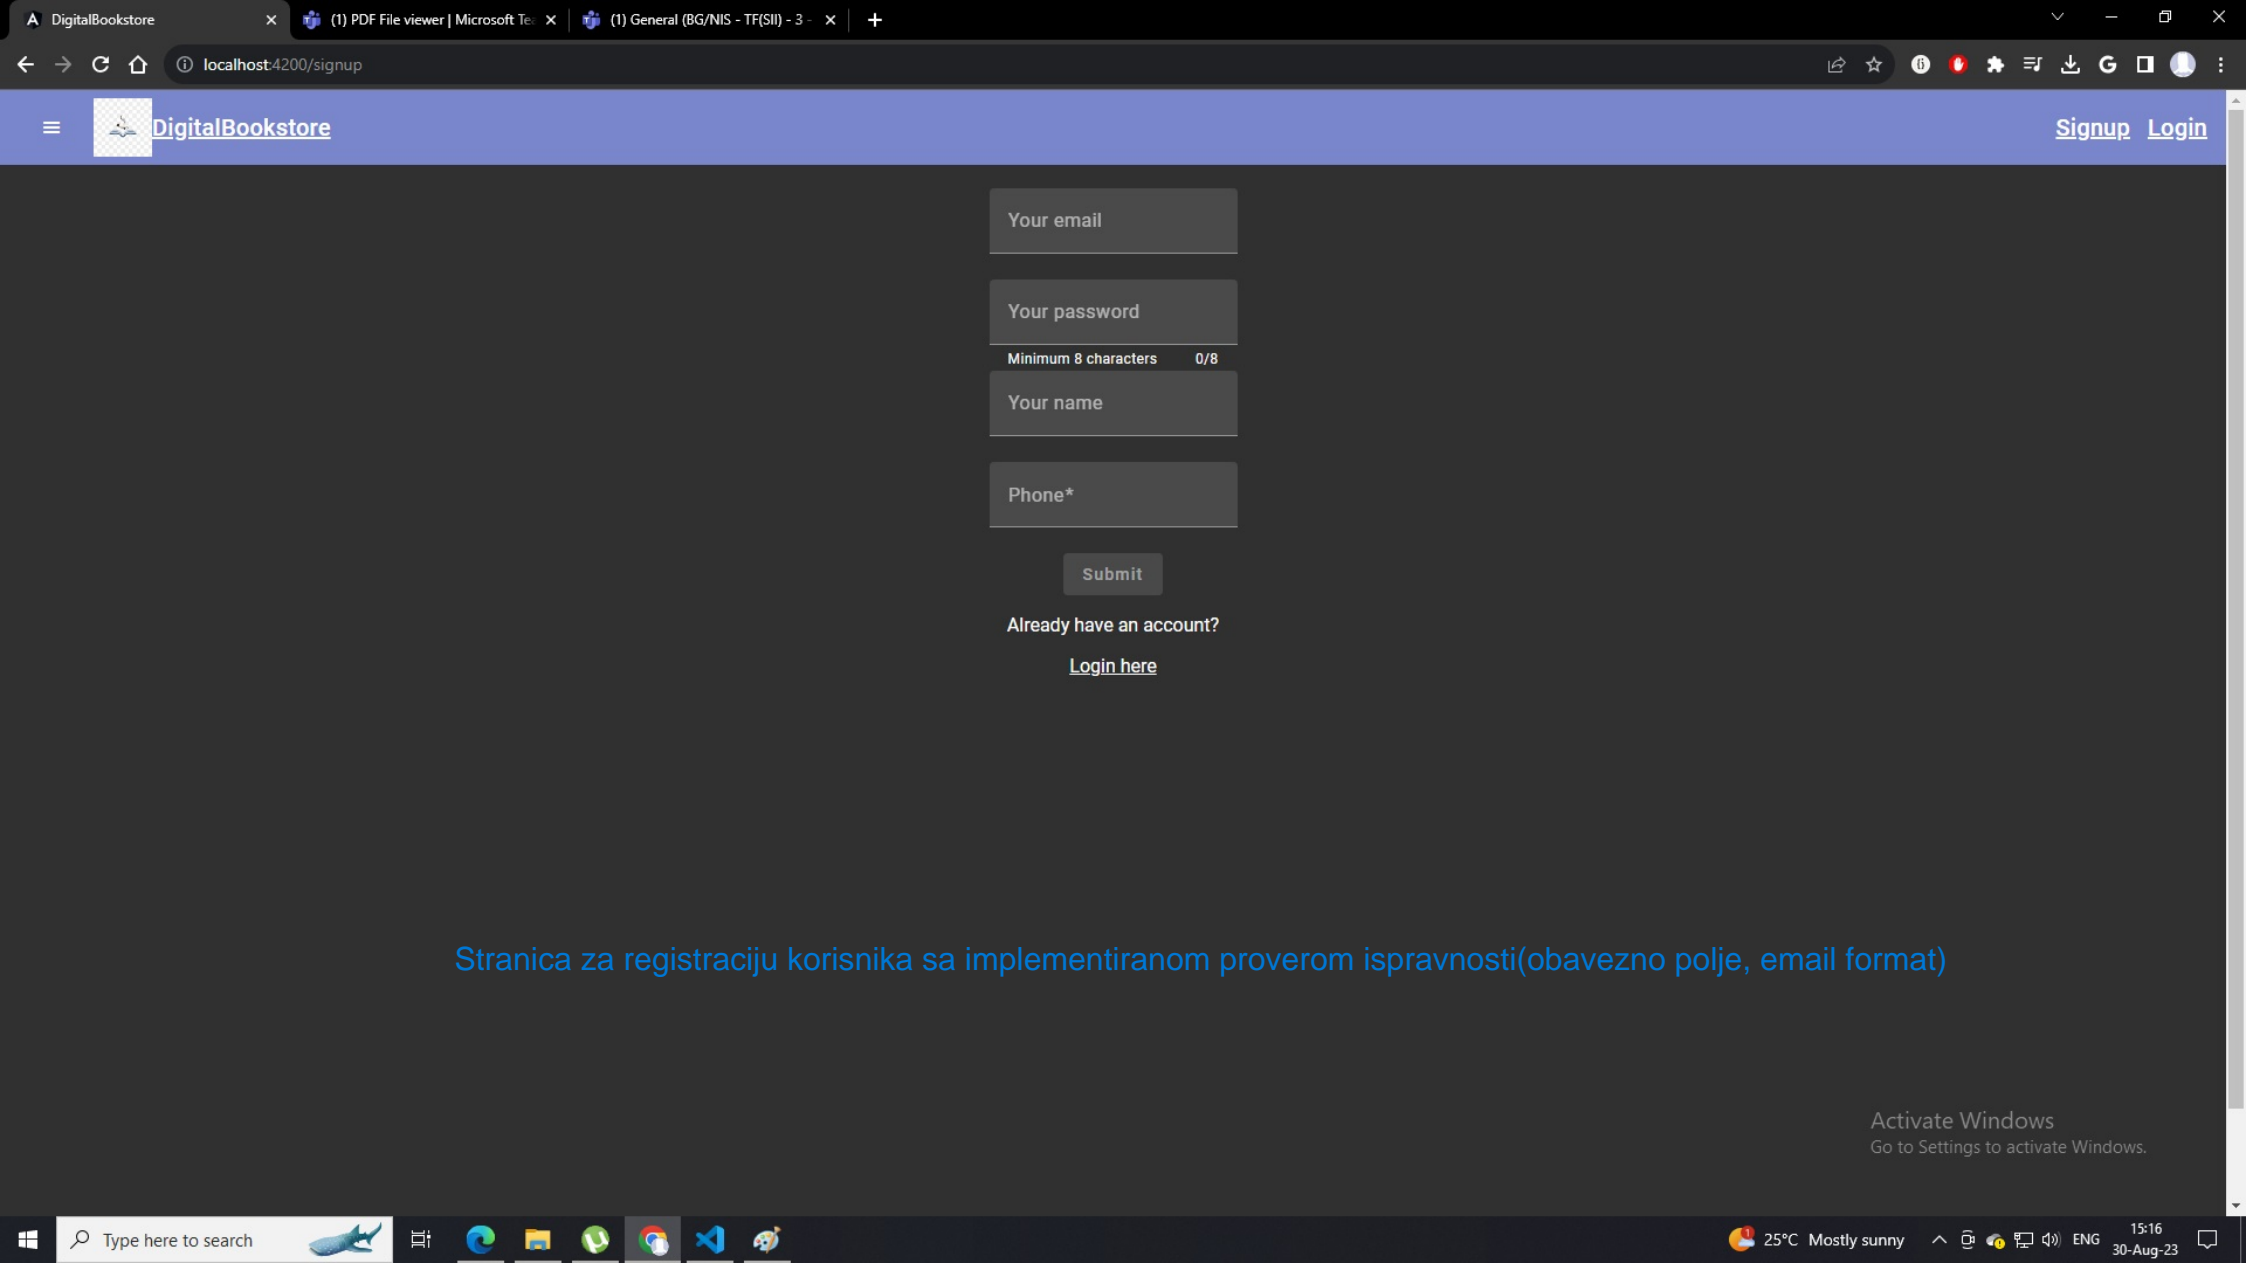 DigitalBookstore
(1) PDF File viewer | Microsoft Te
(1) General (BG/NIS - TF(SII) - 3 -
localhost:4200/signup
DigitalBookstore
Signup Login
Your email
Your password
Minimum 8 characters 0/8
Your name
Phone*
Submit
Already have an account?
Login here
Stranica za registraciju korisnika sa implementiranom proverom ispravnosti(obavezno polje, email format)
Activate Windows
Go to Settings to activate Windows.
Type here to search
1
25°C Mostly sunny
ENG
15:16
30-Aug-23